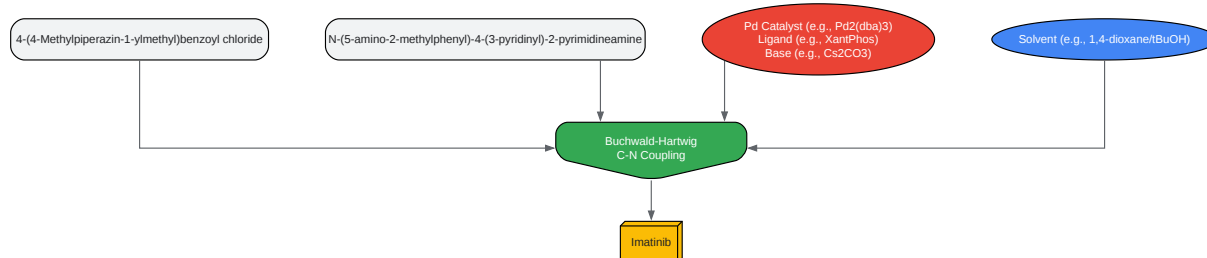 4-(4-Methylpiperazin-1-ylmethyl)benzoyl chloride
N-(5-amino-2-methylphenyl)-4-(3-pyridinyl)-2-pyrimidineamine
Pd Catalyst (e.g., Pd2(dba)3)
Ligand (e.g., XantPhos)
Base (e.g., Cs2CO3)
Solvent (e.g., 1,4-dioxane/tBuOH)
Buchwald-Hartwig
C-N Coupling
Imatinib